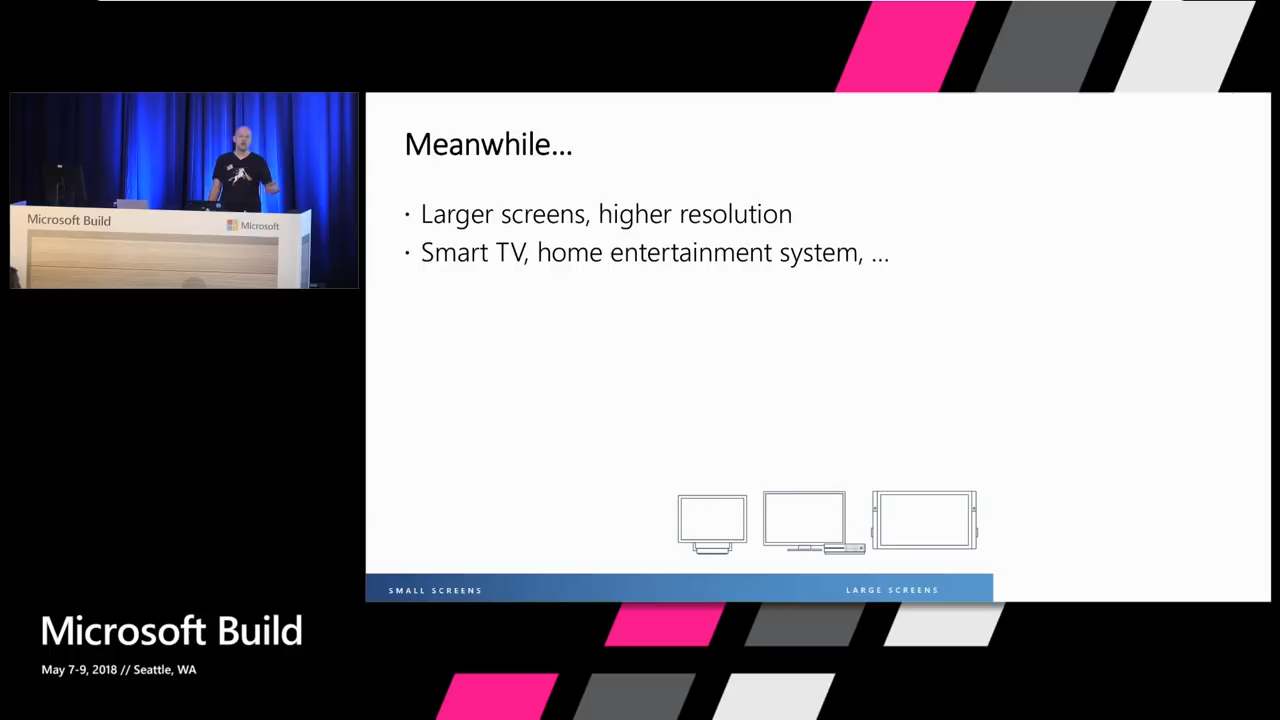 Meanwhile...
· Larger screens, higher resolution
· Smart TV, home entertainment system, ...
SMALL SCREENS
LARGE SCREENS
Microsoft Build
Microsoft
Microsoft Build
May 7-9, 2018 // Seattle, WA